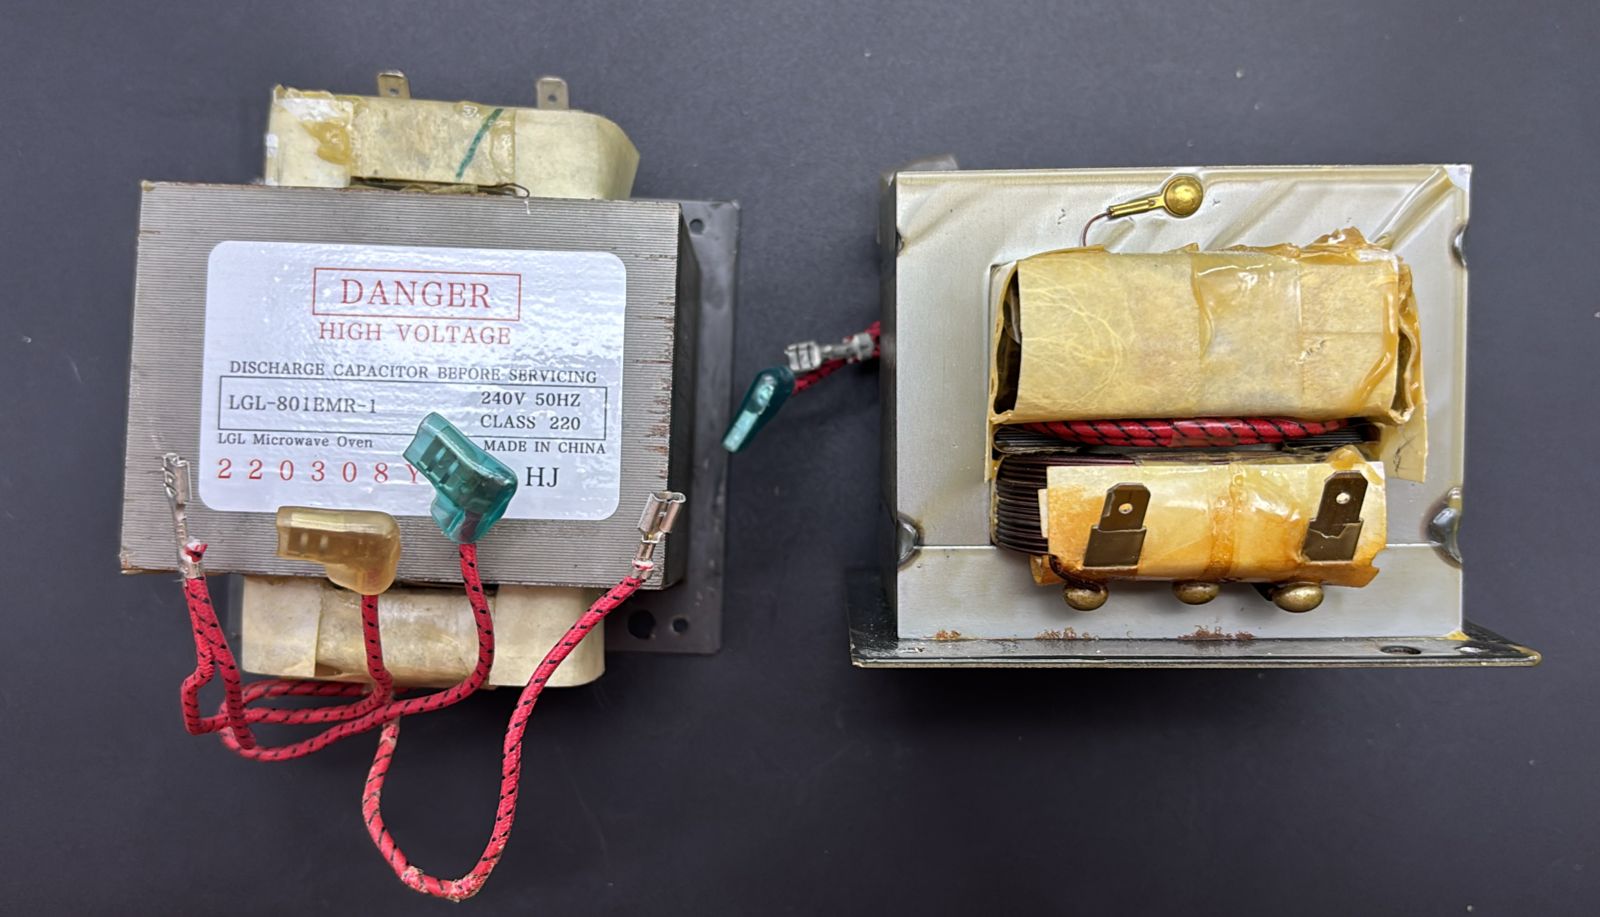 DANGER
HIGH VOLTAGE
DISCHARGE CAPACITOR BEFORE SERVICING
LGL-801EMR-1
240V 50HZ
CLASS 220
LGL Microwave Oven
MADE IN CHINA
220308Y HJ